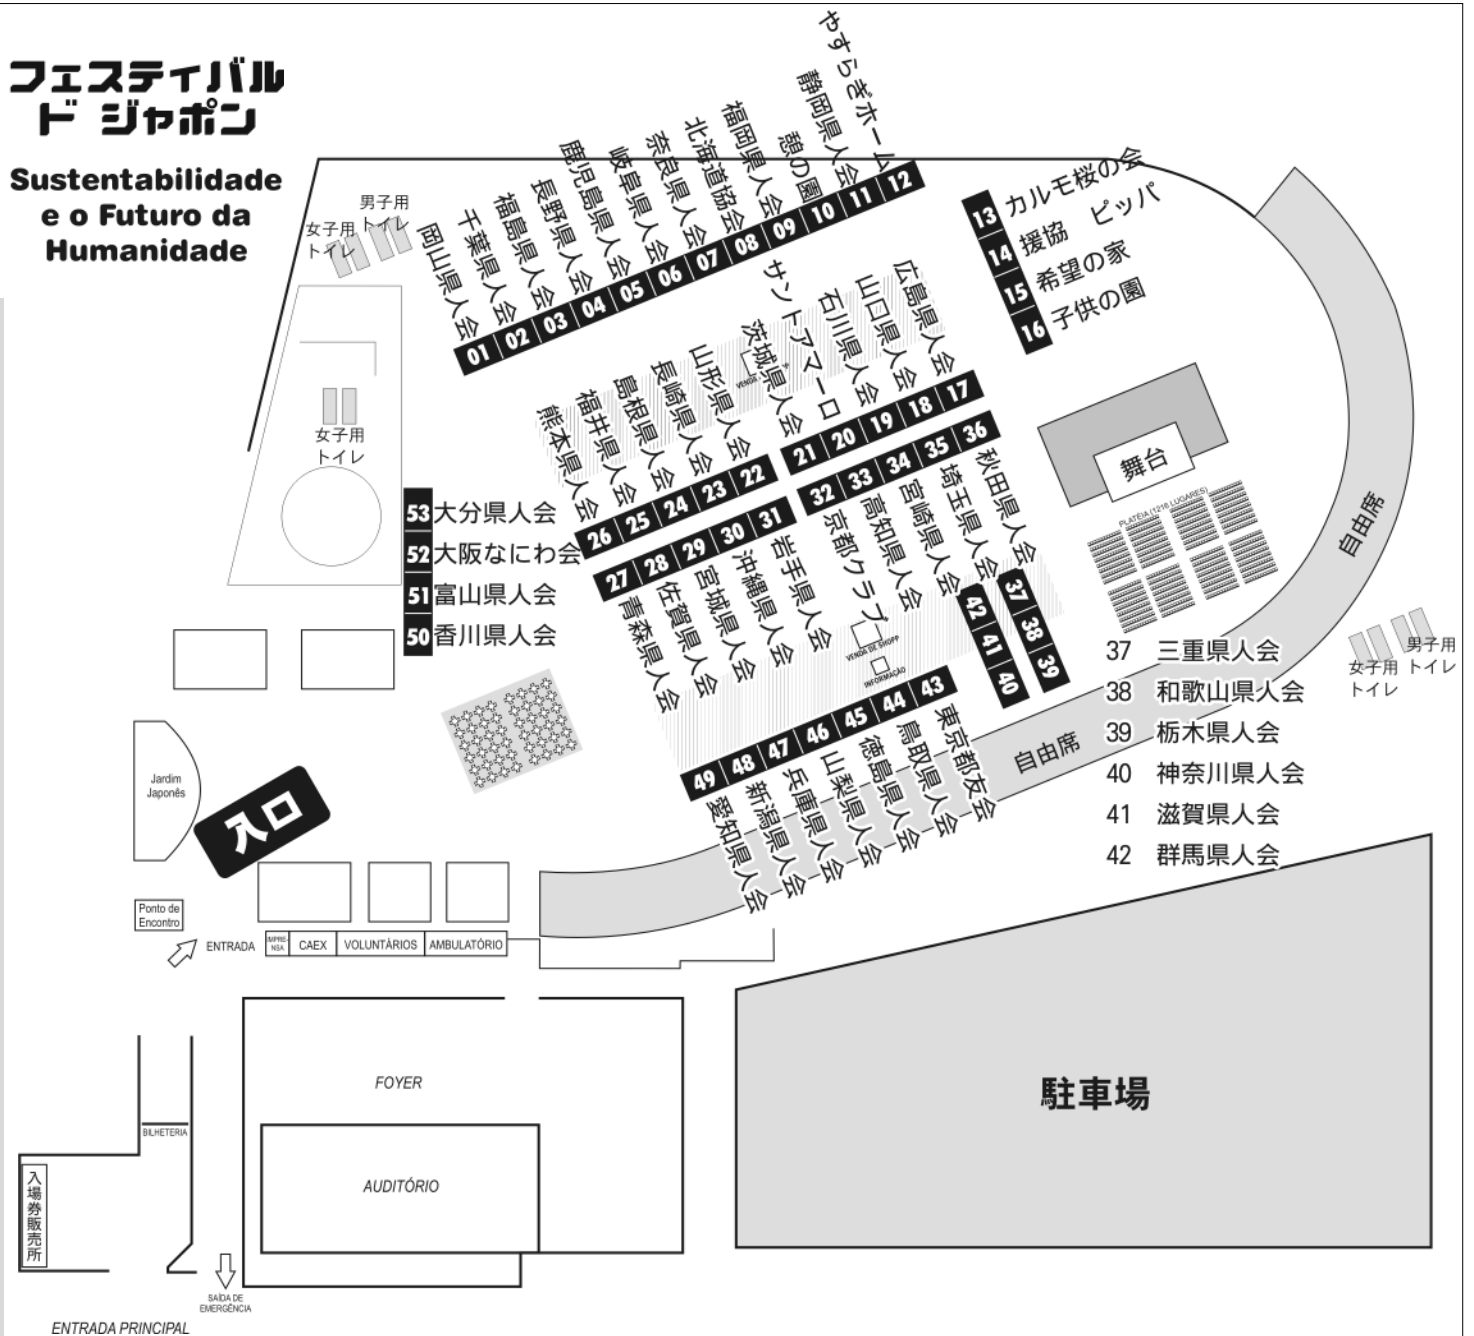 フェスティバル
ド ジャポン
Sustentabilidade
e o Futuro da
Humanidade
男子用
トイレ
女子用
トイレ
岡山県人会
千葉県人会
福島県人会
長野県人会
鹿児島県人会
岐阜県人会
奈良県人会
北海道協会
福岡県人会
憩の園
静岡県人会
やすらぎホーム
01 02 03 04 05 06 07 08 09 10 11 12
13 カルモ桜の会
14 援協 ピッパ
15 希望の家
16 子供の園
熊本県人会
福井県人会
島根県人会
長崎県人会
山形県人会
茨城県人会
サントアマーロ
石川県人会
山口県人会
広島県人会
26 25 24 23 22 21 20 19 18 17
27 28 29 30 31 32 33 34 35 36
青森県人会
佐賀県人会
宮城県人会
沖縄県人会
岩手県人会
京都クラブ
高知県人会
宮崎県人会
埼玉県人会
秋田県人会
女子用
トイレ
53 大分県人会
52 大阪なにわ会
51 富山県人会
50 香川県人会
舞台
PLATÉIA (1216 LUGARES)
自由席
42 41 40
37 38 39
VENDA DE SHOPP
INFORMAÇÃO
49 48 47 46 45 44 43
愛知県人会
新潟県人会
兵庫県人会
山梨県人会
徳島県人会
鳥取県人会
東京都友会
自由席
37 三重県人会
38 和歌山県人会
39 栃木県人会
40 神奈川県人会
41 滋賀県人会
42 群馬県人会
女子用
トイレ
男子用
トイレ
Jardim
Japonês
入口
Ponto de
Encontro
ENTRADA
IMPRE-
NSA
CAEX
VOLUNTÁRIOS
AMBULATÓRIO
FOYER
AUDITÓRIO
駐車場
BILHETERIA
入場券販売所
SAÍDA DE
EMERGÊNCIA
ENTRADA PRINCIPAL